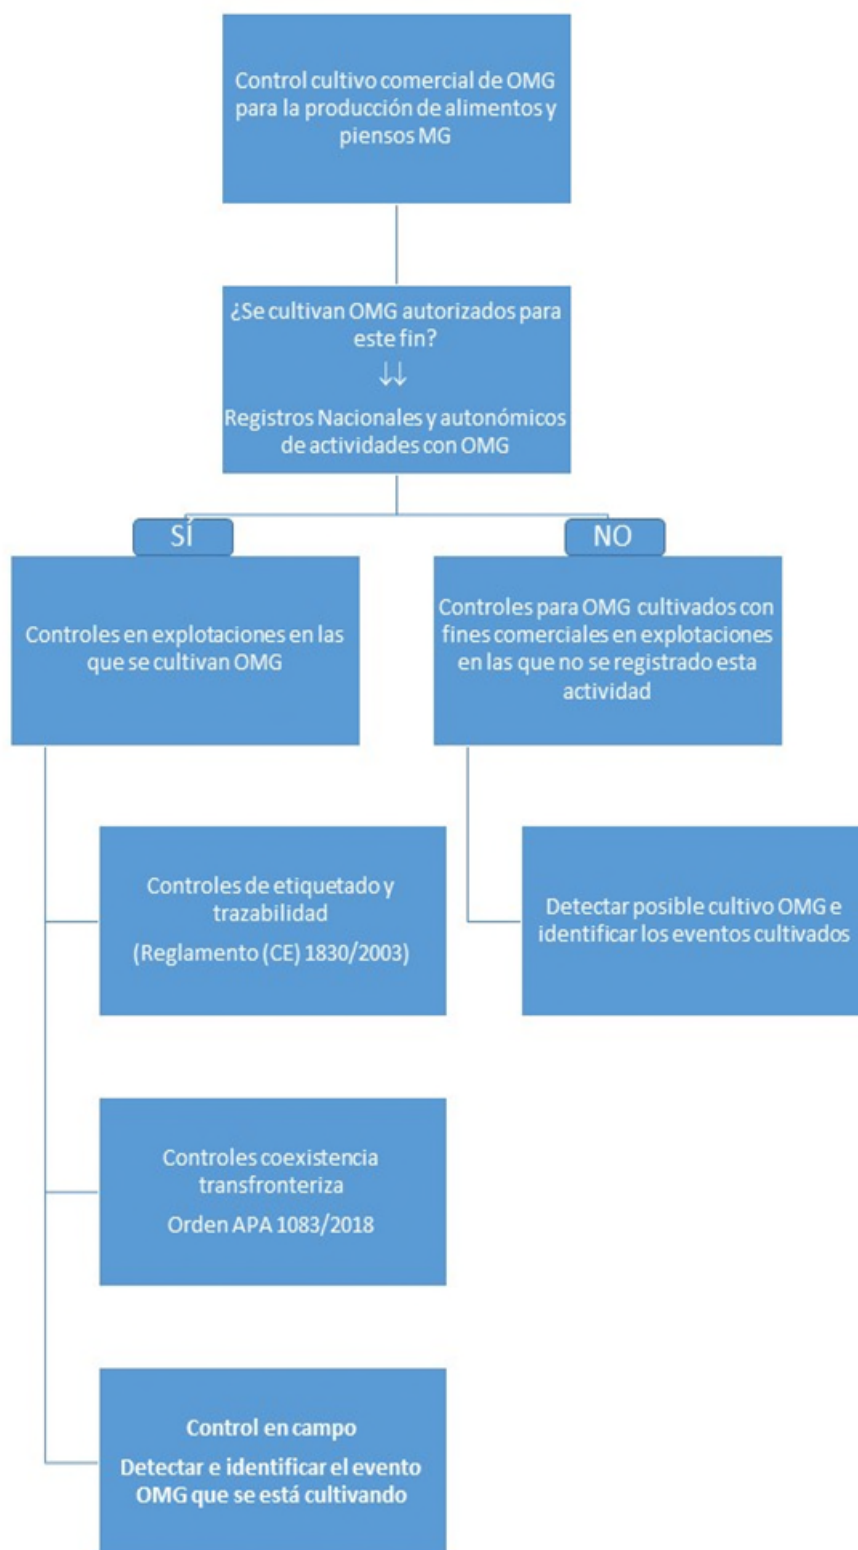 Control cultivo comercial de OMG
para la producción de alimentos y
piensos MG
¿Se cultivan OMG autorizados para
este fin?
↓↓
Registros Nacionales y autonómicos
de actividades con OMG
SÍ
NO
Controles en explotaciones en las
que se cultivan OMG
Controles para OMG cultivados con
fines comerciales en explotaciones
en las que no se registrado esta
actividad
Controles de etiquetado y
trazabilidad
(Reglamento (CE) 1830/2003)
Detectar posible cultivo OMG e
identificar los eventos cultivados
Controles coexistencia
transfronteriza
Orden APA 1083/2018
Control en campo
Detectar e identificar el evento
OMG que se está cultivando